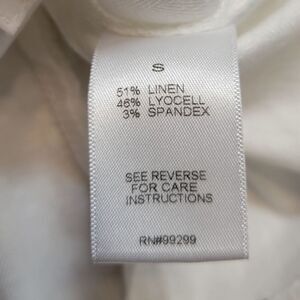 S
51% LINEN
46% LYOCELL
3% SPANDEX
SEE REVERSE
FOR CARE
INSTRUCTIONS
RN#99299